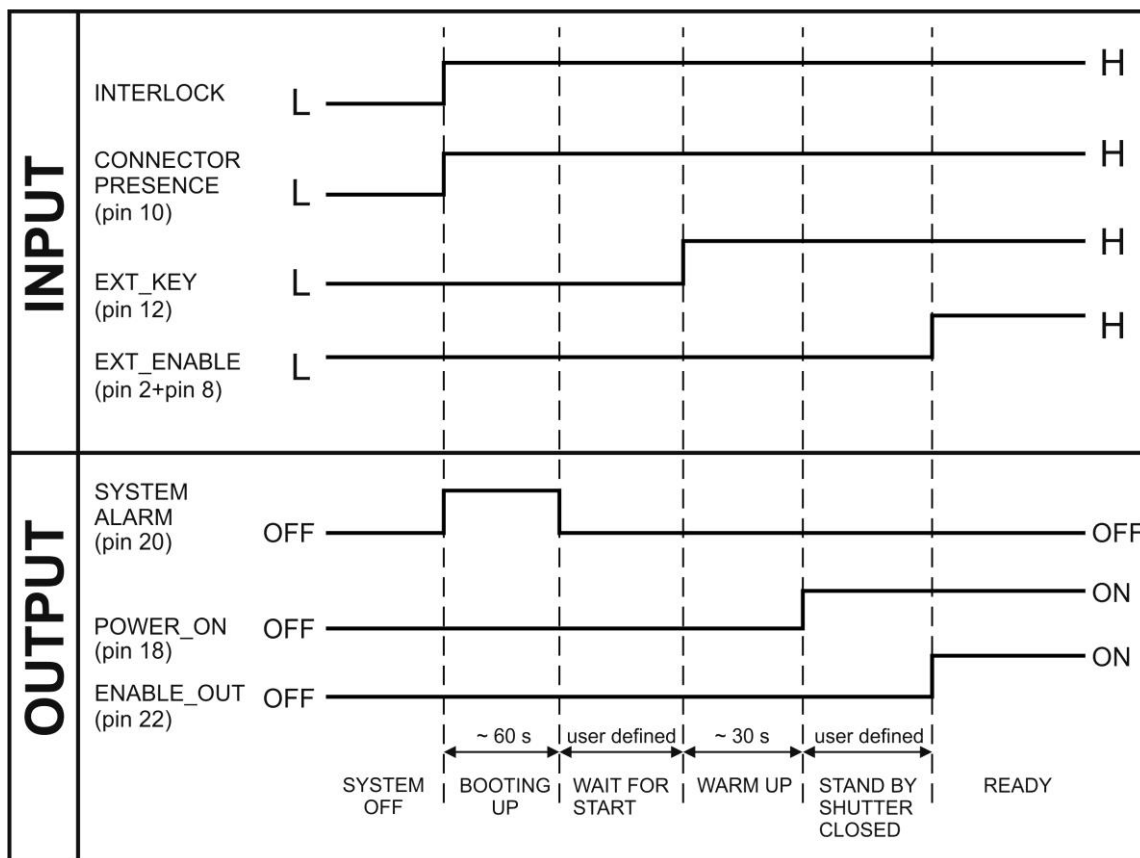 INPUT
INTERLOCK L H
CONNECTOR
PRESENCE
(pin 10) L H
EXT_KEY
(pin 12) L H
EXT_ENABLE
(pin 2+pin 8) L H
OUTPUT
SYSTEM
ALARM
(pin 20) OFF OFF
POWER_ON
(pin 18) OFF ON
ENABLE_OUT
(pin 22) OFF ON
~ 60 s user defined ~ 30 s user defined
SYSTEM
OFF
BOOTING
UP
WAIT FOR
START
WARM UP
STAND BY
SHUTTER
CLOSED
READY